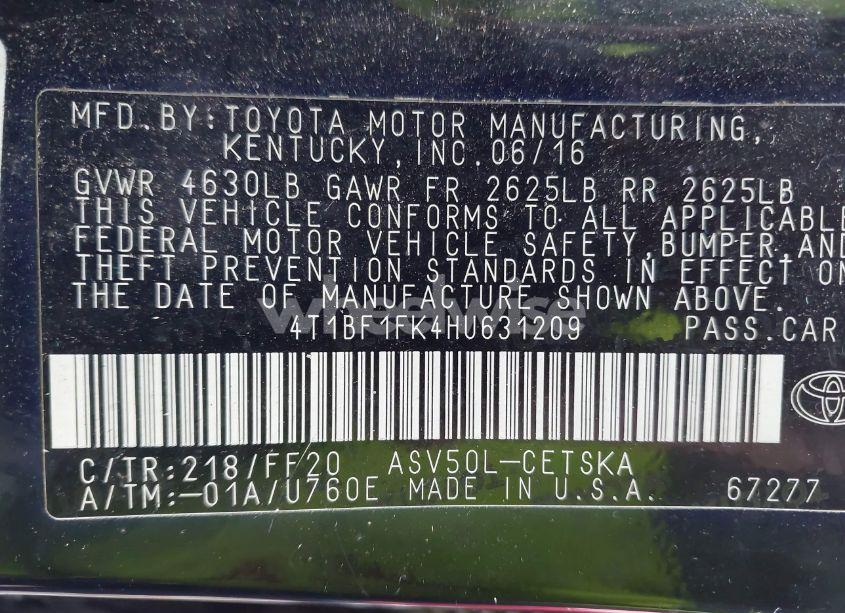 MFD.BY:TOYOTA MOTOR MANUFACTURING,
KENTUCKY,INC.06/16
GVWR 4630LB GAWR FR 2625LB RR 2625LB
THIS VEHICLE CONFORMS TO ALL APPLICABLE
FEDERAL MOTOR VEHICLE SAFETY,BUMPER,AND
THEFT PREVENTION STANDARDS IN EFFECT ON
THE DATE OF MANUFACTURE SHOWN ABOVE.
wheelwise
4T1BF1FK4HU631209 PASS.CAR
C/TR:218/FF20 ASV50L-CETSKA
A/TM:-01A/U760E MADE IN U.S.A. 67277